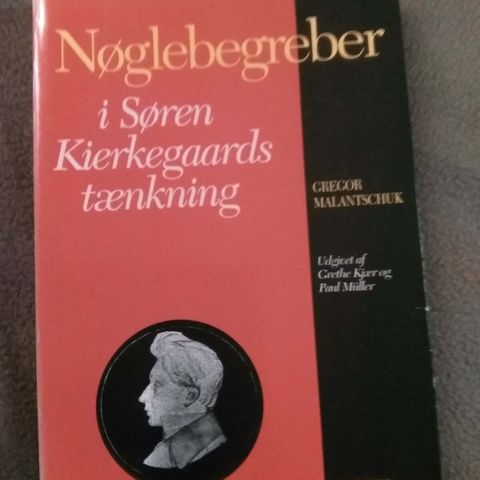 Nøglebegreber
i Søren
Kierkegaards
tænkning
GREGOR
MALANTSCHUK
Udgivet af
Grethe Kjær og
Paul Müller